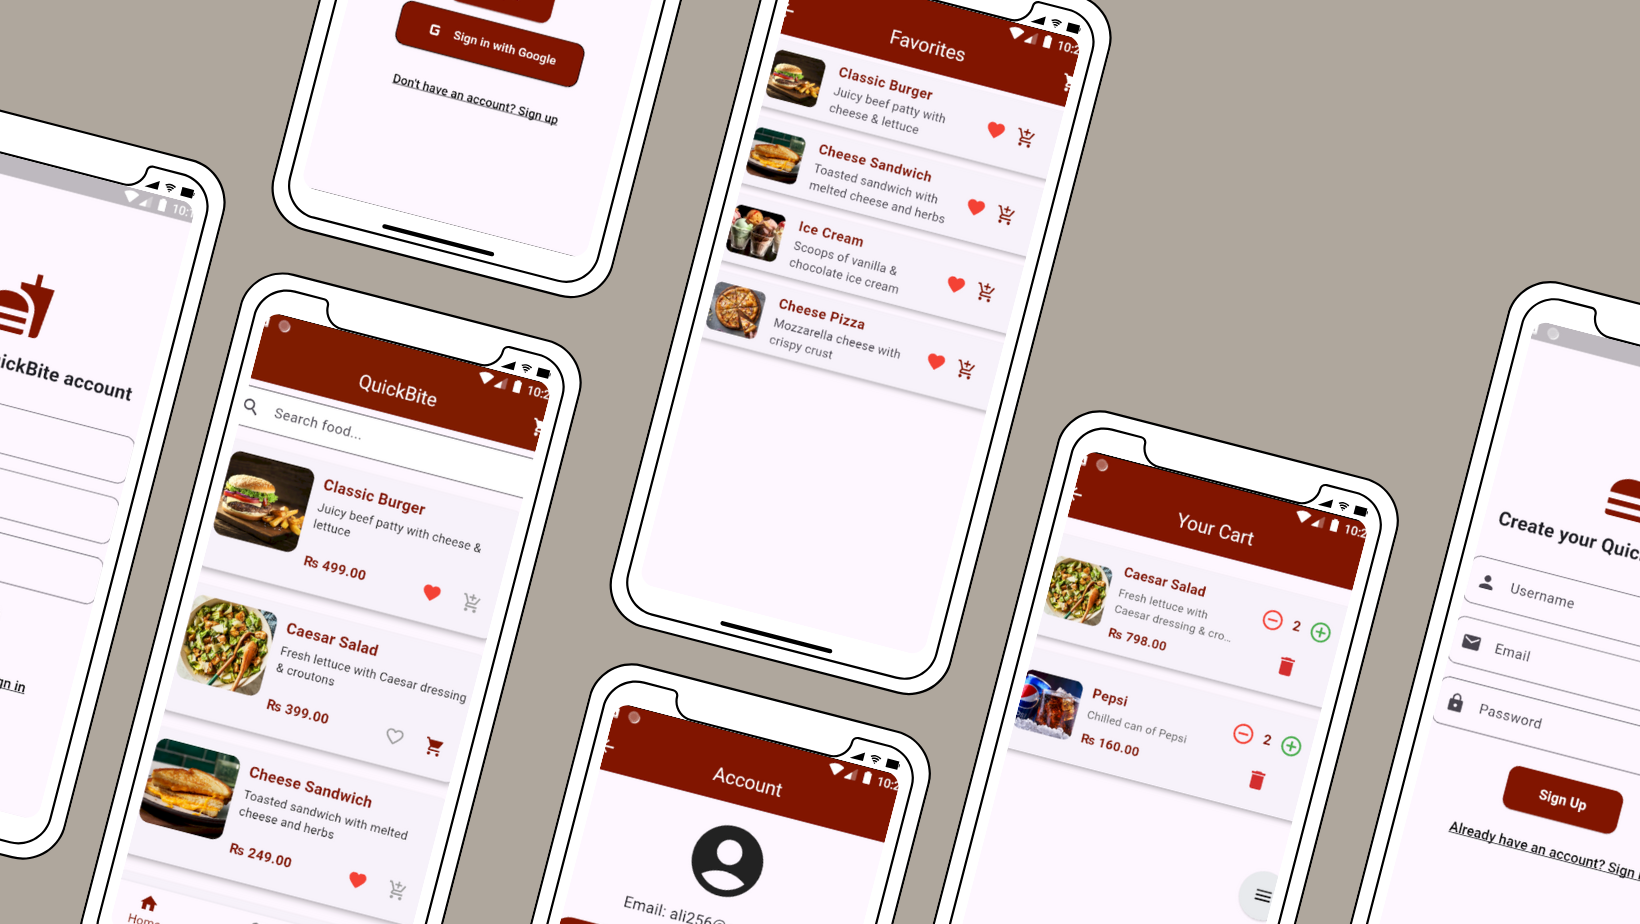 10:
ickBite account
gn in
Sign in with Google
Don't have an account? Sign up
10:2
QuickBite
Search food...
Classic Burger
Juicy beef patty with cheese &
lettuce
Rs 499.00
Caesar Salad
Fresh lettuce with Caesar dressing
& croutons
Rs 399.00
Cheese Sandwich
Toasted sandwich with melted
cheese and herbs
Rs 249.00
Home
10:2
Favorites
Classic Burger
Juicy beef patty with
cheese & lettuce
Cheese Sandwich
Toasted sandwich with
melted cheese and herbs
Ice Cream
Scoops of vanilla &
chocolate ice cream
Cheese Pizza
Mozzarella cheese with
crispy crust
10:2
Account
Email: ali256@
10:2
Your Cart
Caesar Salad
Fresh lettuce with
Caesar dressing & cro...
Rs 798.00
2
Pepsi
Chilled can of Pepsi
Rs 160.00
2
Create your Quic
Username
Email
Password
Sign Up
Already have an account? Sign